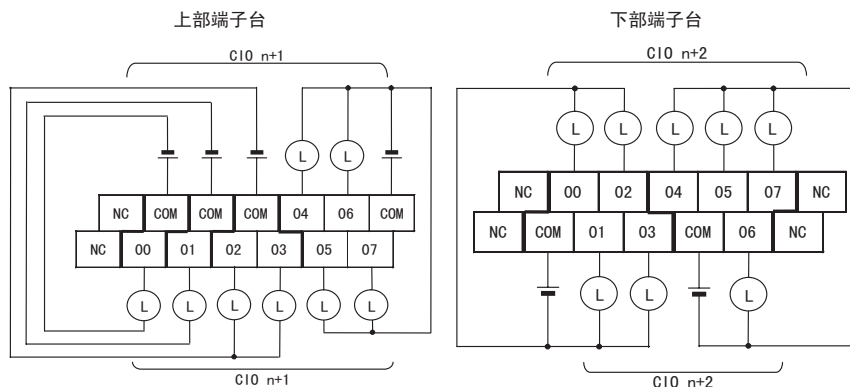 上部端子台
CIO n+1
L L
NC COM COM COM 04 06 COM
NC 00 01 02 03 05 07
L L L L L L
CIO n+1
下部端子台
CIO n+2
L L L L L
NC 00 02 04 05 07 NC
NC COM 01 03 COM 06 NC
L L L
CIO n+2